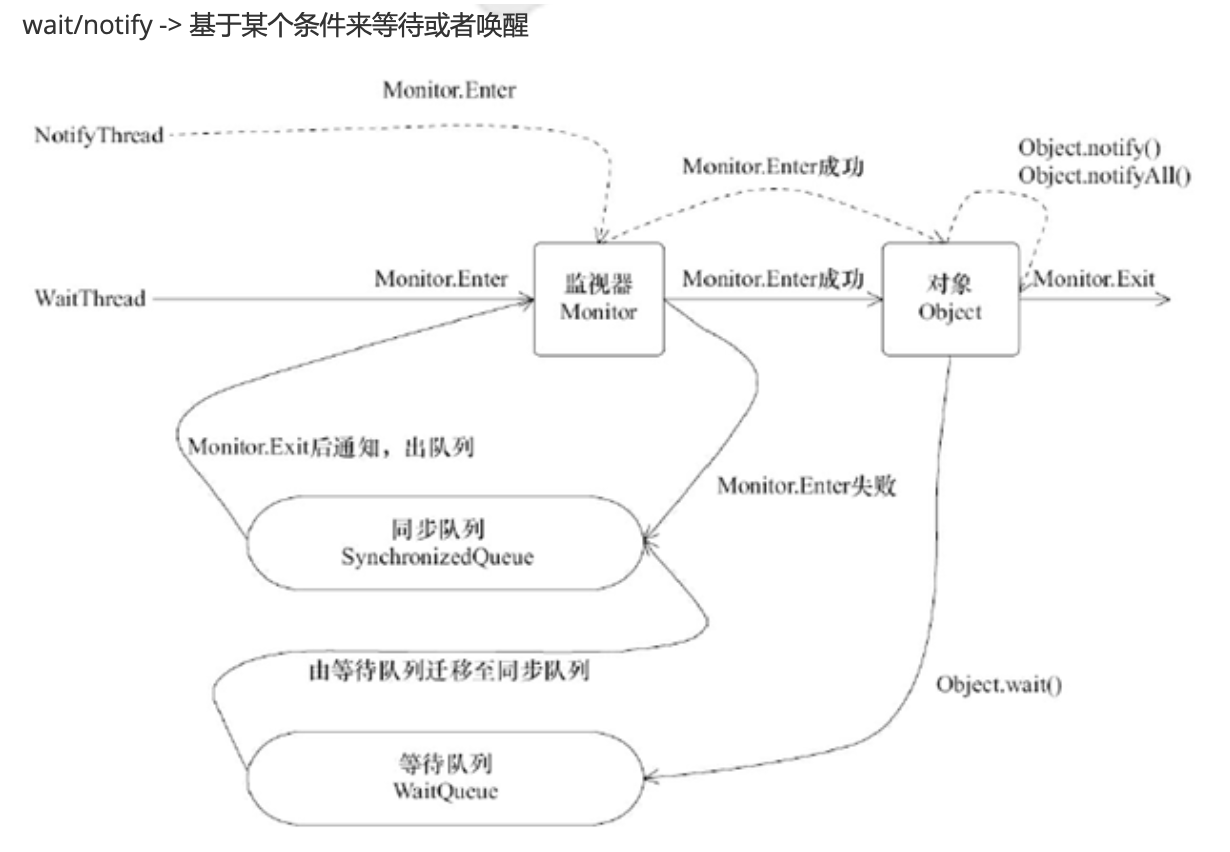 wait/notify -> 基于某个条件来等待或者唤醒
Monitor.Enter
NotifyThread
Object.notify()
Monitor.Enter成功
Object.notifyAll()
Monitor.Enter
监视器
Monitor
Monitor.Enter成功
对象
Object
Monitor.Exit
WaitThread
Monitor.Exit后通知，出队列
Monitor.Enter失败
同步队列
SynchronizedQueue
由等待队列迁移至同步队列
Object.wait()
等待队列
WaitQueue